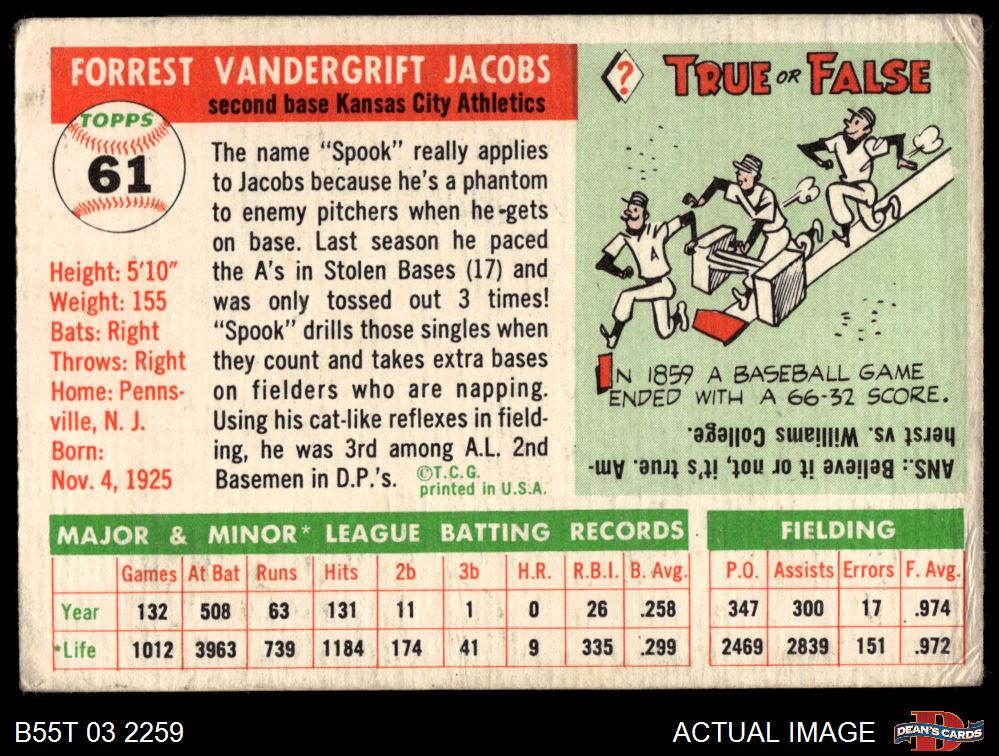 FORREST VANDERGRIFT JACOBS
second base Kansas City Athletics
TOPPS
61
Height: 5'10"
Weight: 155
Bats: Right
Throws: Right
Home: Penns-
ville, N. J.
Born:
Nov. 4, 1925
The name "Spook" really applies
to Jacobs because he's a phantom
to enemy pitchers when he gets
on base. Last season he paced
the A's in Stolen Bases (17) and
was only tossed out 3 times!
"Spook" drills those singles when
they count and takes extra bases
on fielders who are napping.
Using his cat-like reflexes in field-
ing, he was 3rd among A.L. 2nd
Basemen in D.P.'s.
©T.C.G.
printed in U.S.A.
?
TRUE OR FALSE
A
IN 1859 A BASEBALL GAME
ENDED WITH A 66-32 SCORE.
ANS.: Believe it or not, it's true. Am-
herst vs. Williams College.
MAJOR & MINOR* LEAGUE BATTING RECORDS
Games At Bat Runs Hits 2b 3b H.R. R.B.I. B. Avg.
Year 132 508 63 131 11 1 0 26 .258
*Life 1012 3963 739 1184 174 41 9 335 .299
FIELDING
P.O. Assists Errors F. Avg.
347 300 17 .974
2469 2839 151 .972
B55T 03 2259
ACTUAL IMAGE
DEAN'S CARDS